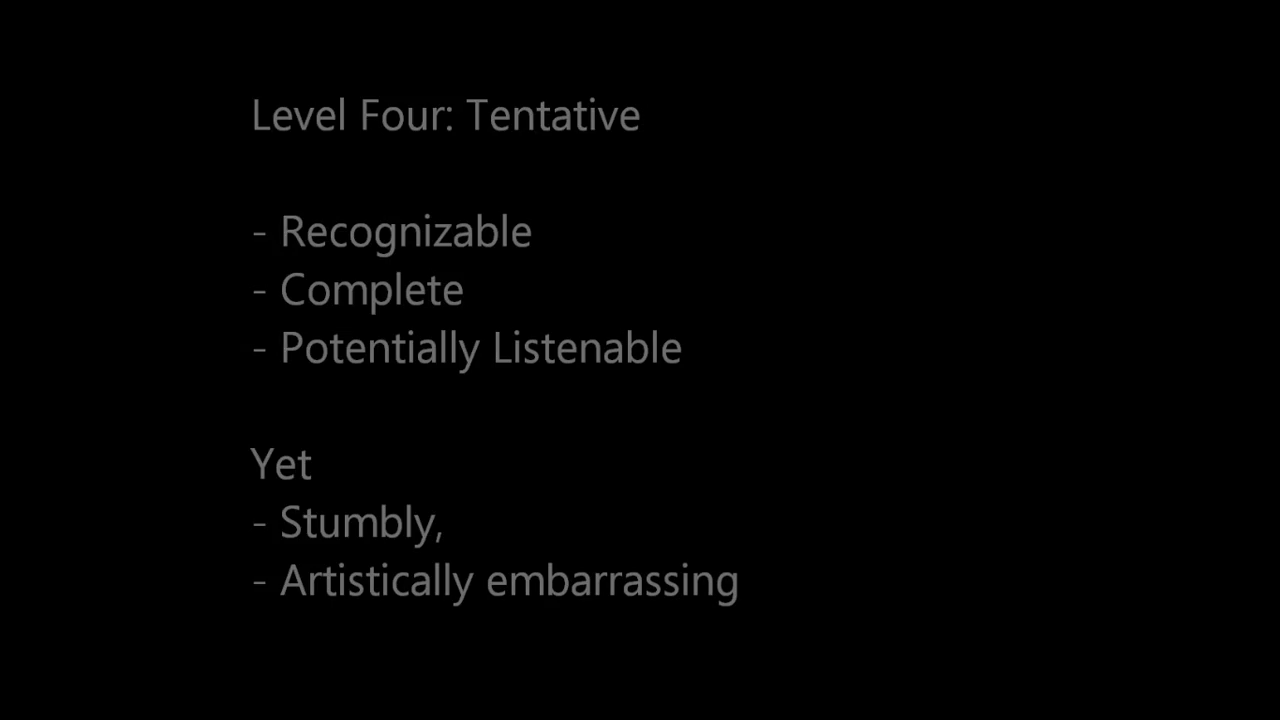 Level Four: Tentative
- Recognizable
- Complete
- Potentially Listenable
Yet
- Stumbly,
- Artistically embarrassing